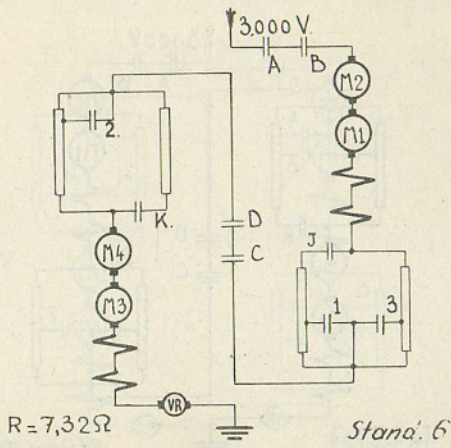 3.000 V.
A
B
M2
M1
2.
K.
D
C
J
1
3
M4
M3
VR
R=7,32Ω
Stand: 6